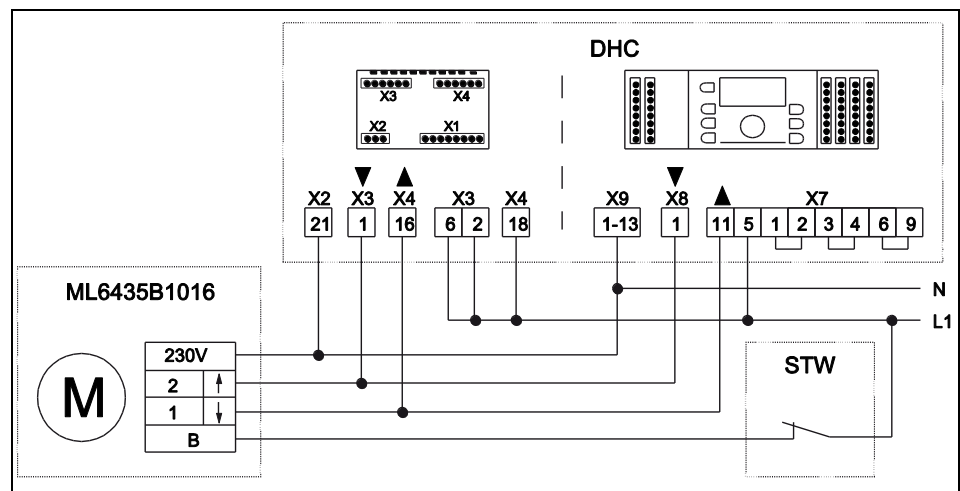 DHC
X3 X4
X2 X1
X2 X3 X4 X3 X4 X9 X8 X7
21 1 16 6 2 18 1-13 1 11 5 1 2 3 4 6 9
ML6435B1016
N
L1
230V
STW
2
M
1
B